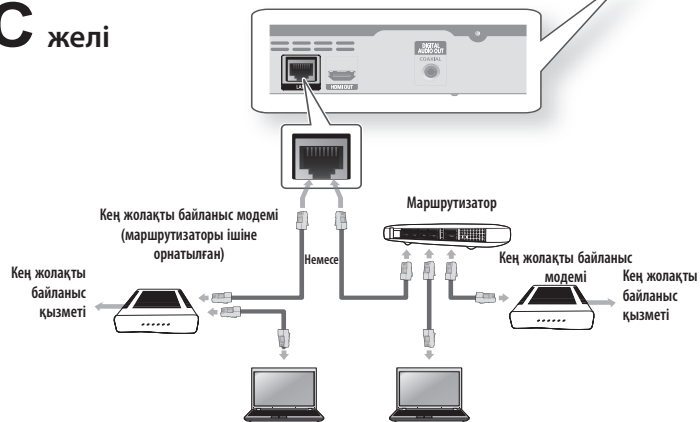 C желі
DIGITAL
AUDIO OUT
COAXIAL
LAN
HDMI OUT
Кең жолақты байланыс модемі
(маршрутизаторы ішіне
орнатылған)
Маршрутизатор
Немесе
Кең жолақты
байланыс
қызметі
Кең жолақты байланыс
модемі
Кең жолақты
байланыс
қызметі